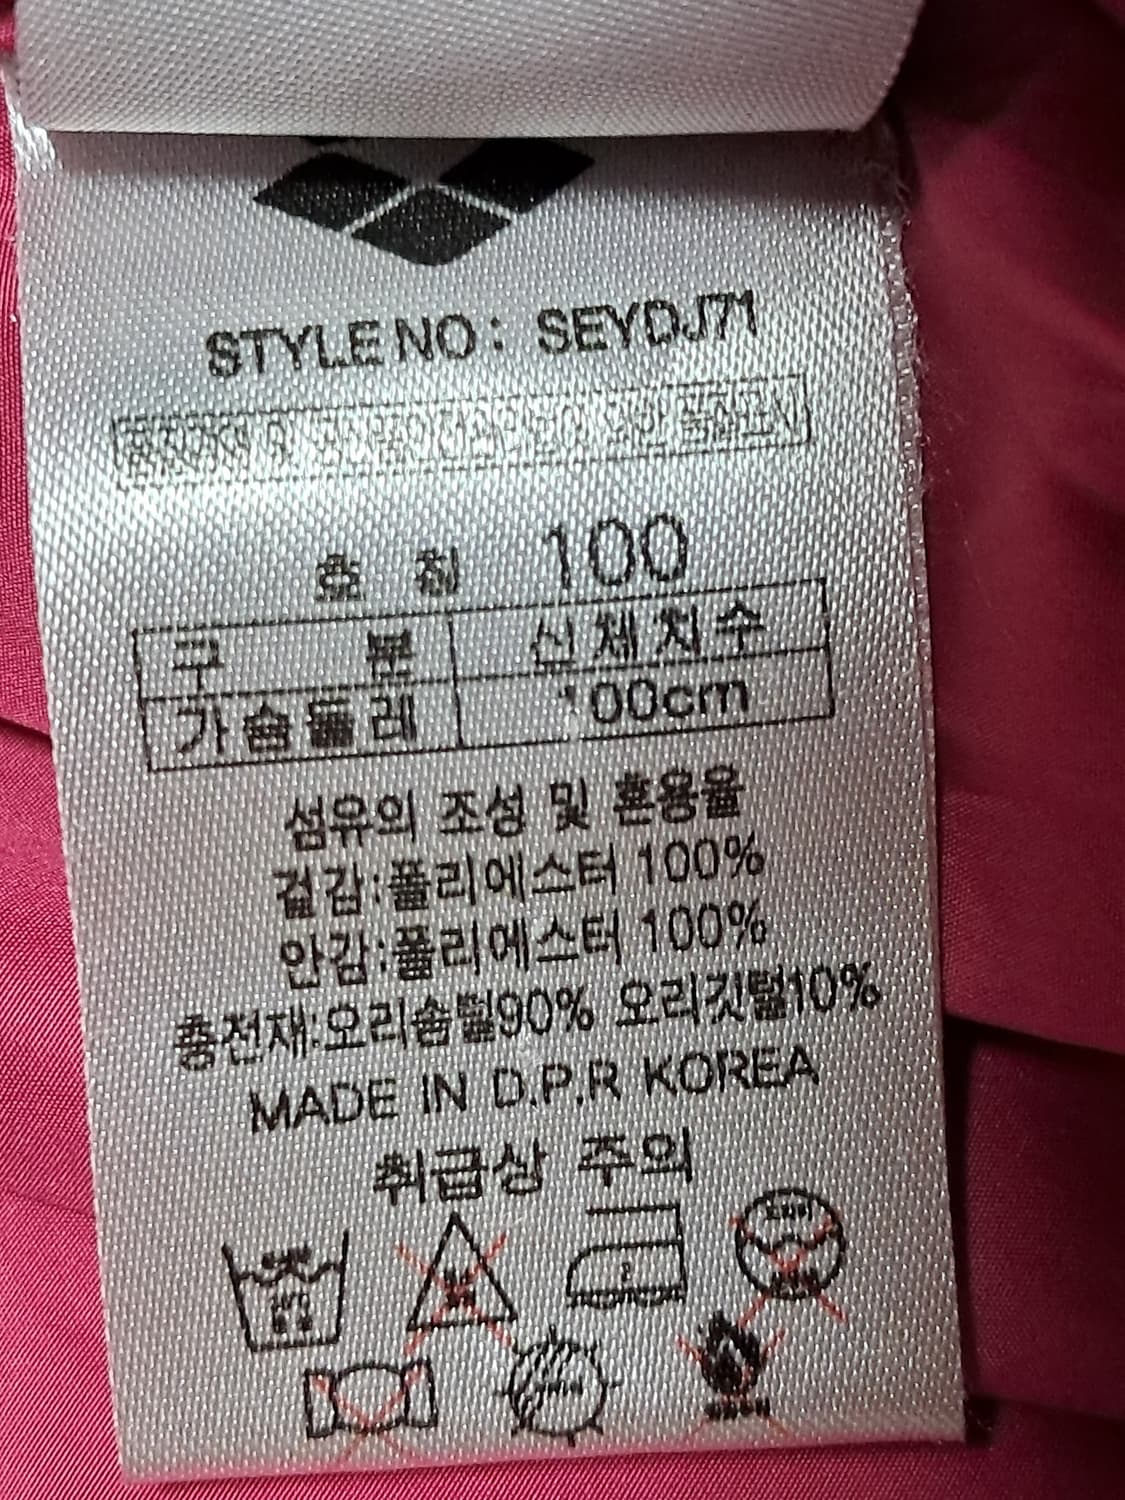 STYLE NO: SEYDJ71
호 칭 100
구 분 신체치수
가슴둘레 100cm
섬유의 조성 및 혼용율
겉감:폴리에스터 100%
안감:폴리에스터 100%
충전재:오리솜털90% 오리깃털10%
MADE IN D.P.R KOREA
취급상 주의